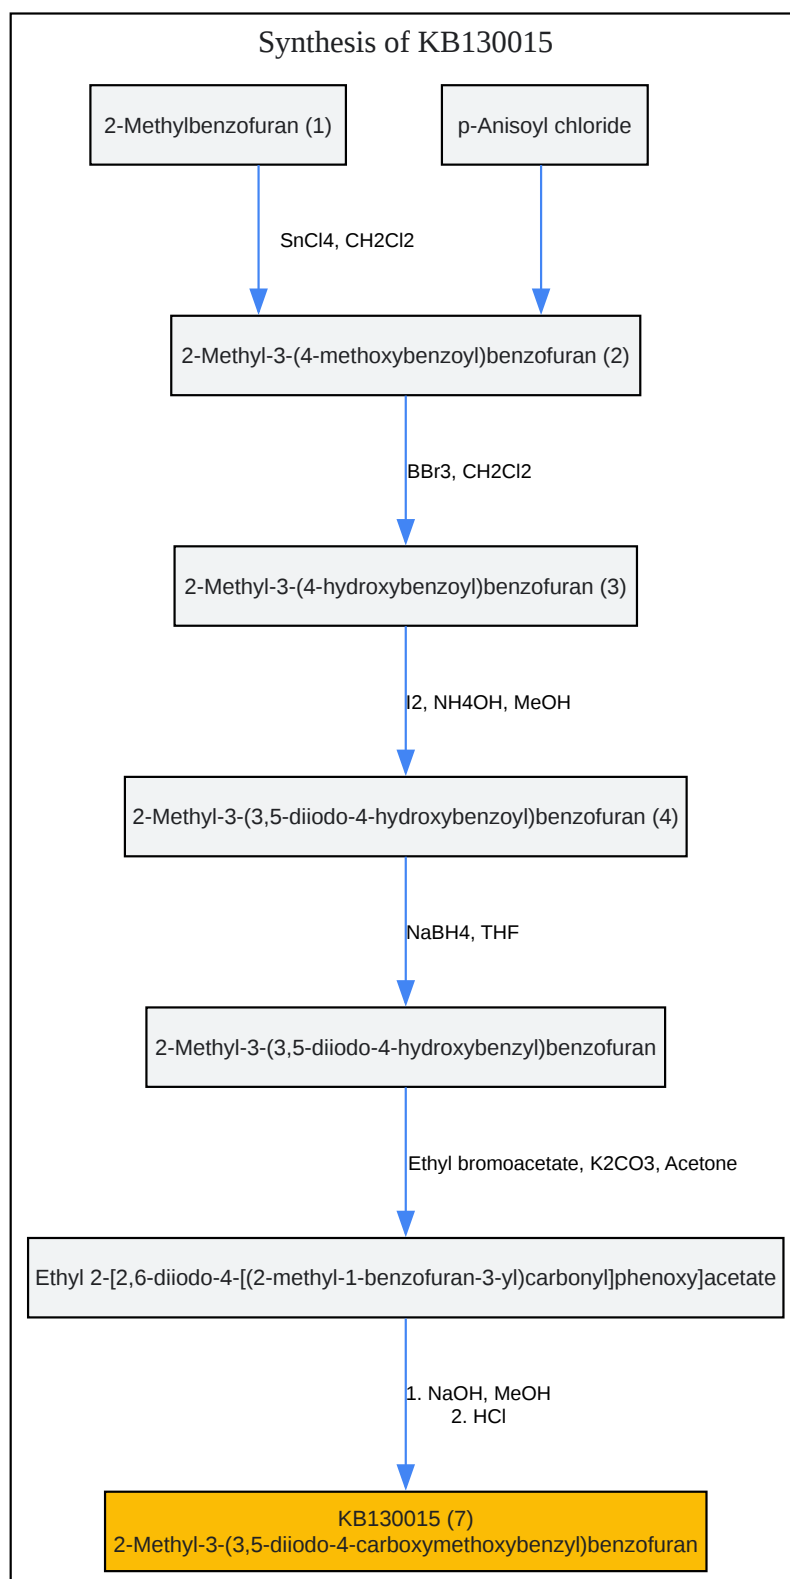 Synthesis of KB130015
2-Methylbenzofuran (1)
p-Anisoyl chloride
SnCl4, CH2Cl2
2-Methyl-3-(4-methoxybenzoyl)benzofuran (2)
BBr3, CH2Cl2
2-Methyl-3-(4-hydroxybenzoyl)benzofuran (3)
I2, NH4OH, MeOH
2-Methyl-3-(3,5-diiodo-4-hydroxybenzoyl)benzofuran (4)
NaBH4, THF
2-Methyl-3-(3,5-diiodo-4-hydroxybenzyl)benzofuran
Ethyl bromoacetate, K2CO3, Acetone
Ethyl 2-[2,6-diiodo-4-[(2-methyl-1-benzofuran-3-yl)carbonyl]phenoxy]acetate
1. NaOH, MeOH
2. HCl
KB130015 (7)
2-Methyl-3-(3,5-diiodo-4-carboxymethoxybenzyl)benzofuran